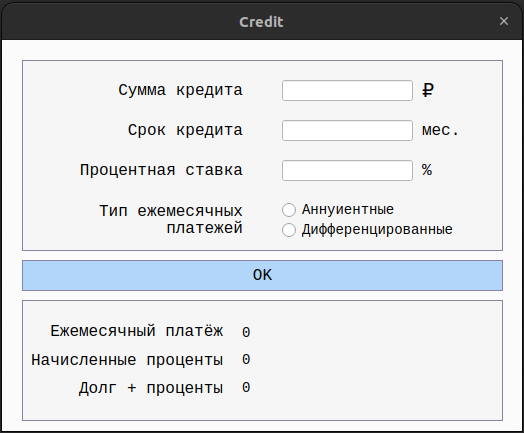 Credit
×
Сумма кредита ₽
Срок кредита мес.
Процентная ставка %
Тип ежемесячных
платежей
Аннуиентные
Дифференцированные
OK
Ежемесячный платёж 0
Начисленные проценты 0
Долг + проценты 0